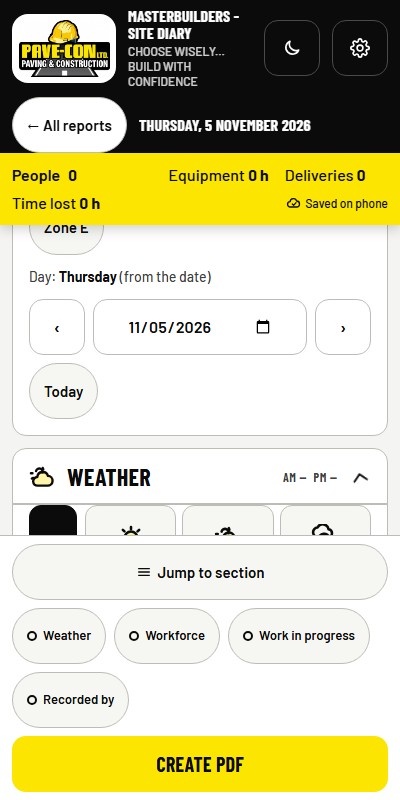 PAVE-CON LTD.
PAVING & CONSTRUCTION
MASTERBUILDERS -
SITE DIARY
CHOOSE WISELY...
BUILD WITH
CONFIDENCE
← All reports
THURSDAY, 5 NOVEMBER 2026
People 0
Equipment 0 h
Deliveries 0
Time lost 0 h
Saved on phone
Zone E
Day: Thursday (from the date)
‹
11/05/2026
›
Today
WEATHER
AM – PM –
Jump to section
Weather
Workforce
Work in progress
Recorded by
CREATE PDF